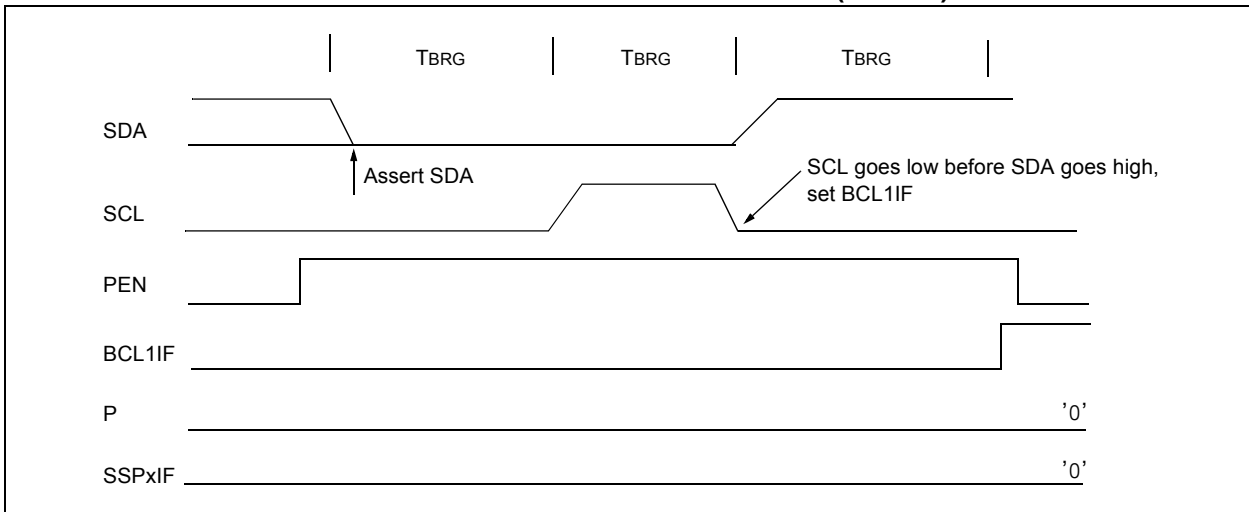 TBRG TBRG TBRG
SDA
Assert SDA
SCL goes low before SDA goes high,
set BCL1IF
SCL
PEN
BCL1IF
P '0'
SSPxIF '0'